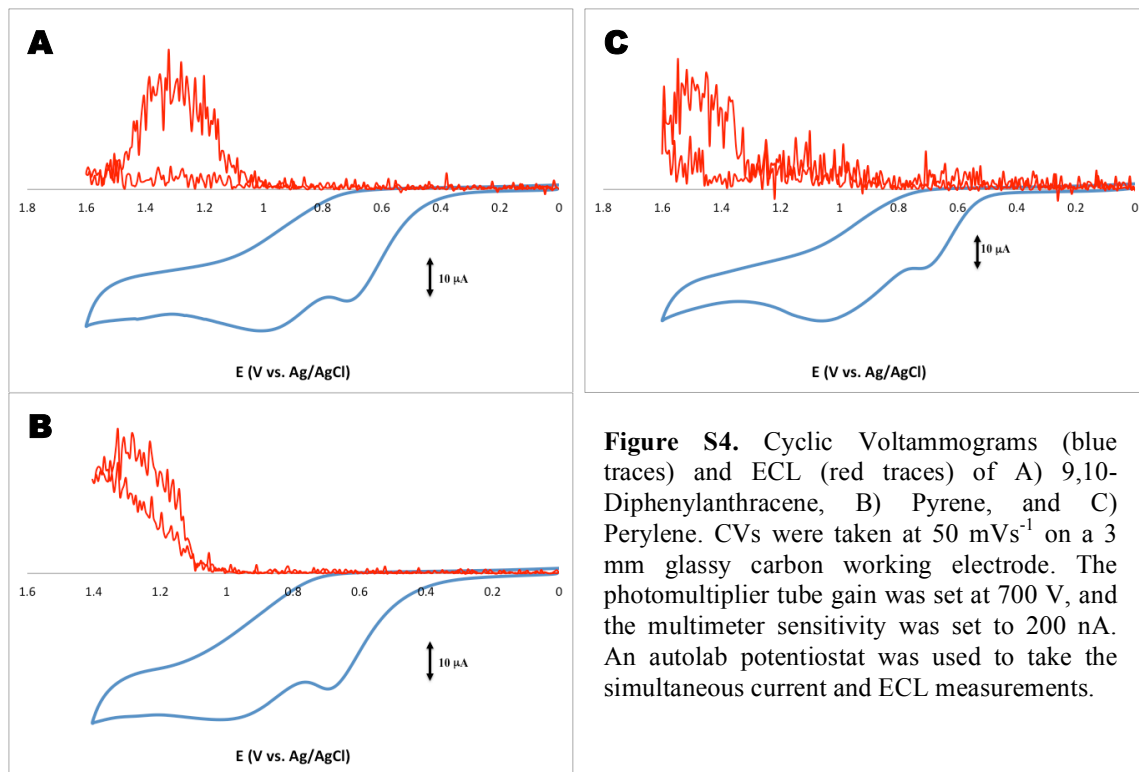 A
1.8 1.6 1.4 1.2 1 0.8 0.6 0.4 0.2 0
10 μA
E (V vs. Ag/AgCl)
C
1.8 1.6 1.4 1.2 1 0.8 0.6 0.4 0.2 0
10 μA
E (V vs. Ag/AgCl)
B
1.6 1.4 1.2 1 0.8 0.6 0.4 0.2 0
10 μA
E (V vs. Ag/AgCl)
Figure S4. Cyclic Voltammograms (blue
traces) and ECL (red traces) of A) 9,10-
Diphenylanthracene, B) Pyrene, and C)
Perylene. CVs were taken at 50 mVs⁻¹ on a 3
mm glassy carbon working electrode. The
photomultiplier tube gain was set at 700 V, and
the multimeter sensitivity was set to 200 nA.
An autolab potentiostat was used to take the
simultaneous current and ECL measurements.